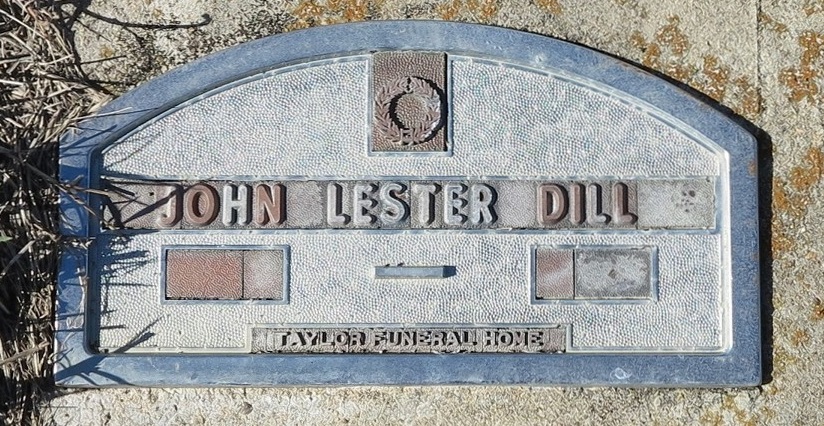 JOHN LESTER DILL
—
TAYLOR FUNERAL HOME